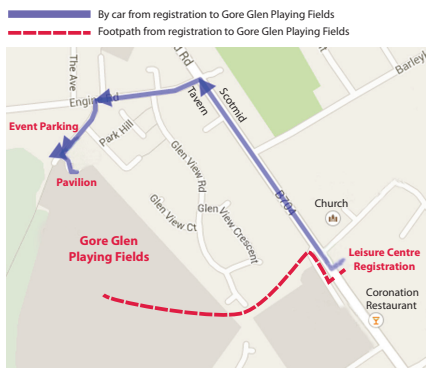 By car from registration to Gore Glen Playing Fields
Footpath from registration to Gore Glen Playing Fields
The Ave
Rd
Barley
Engine Rd
Tavern
Scotmid
Event Parking
Park Hill
Glen View Rd
Pavilion
B704
Glen View Ct
Glen View Crescent
Church
Gore Glen
Playing Fields
Leisure Centre
Registration
Coronation
Restaurant